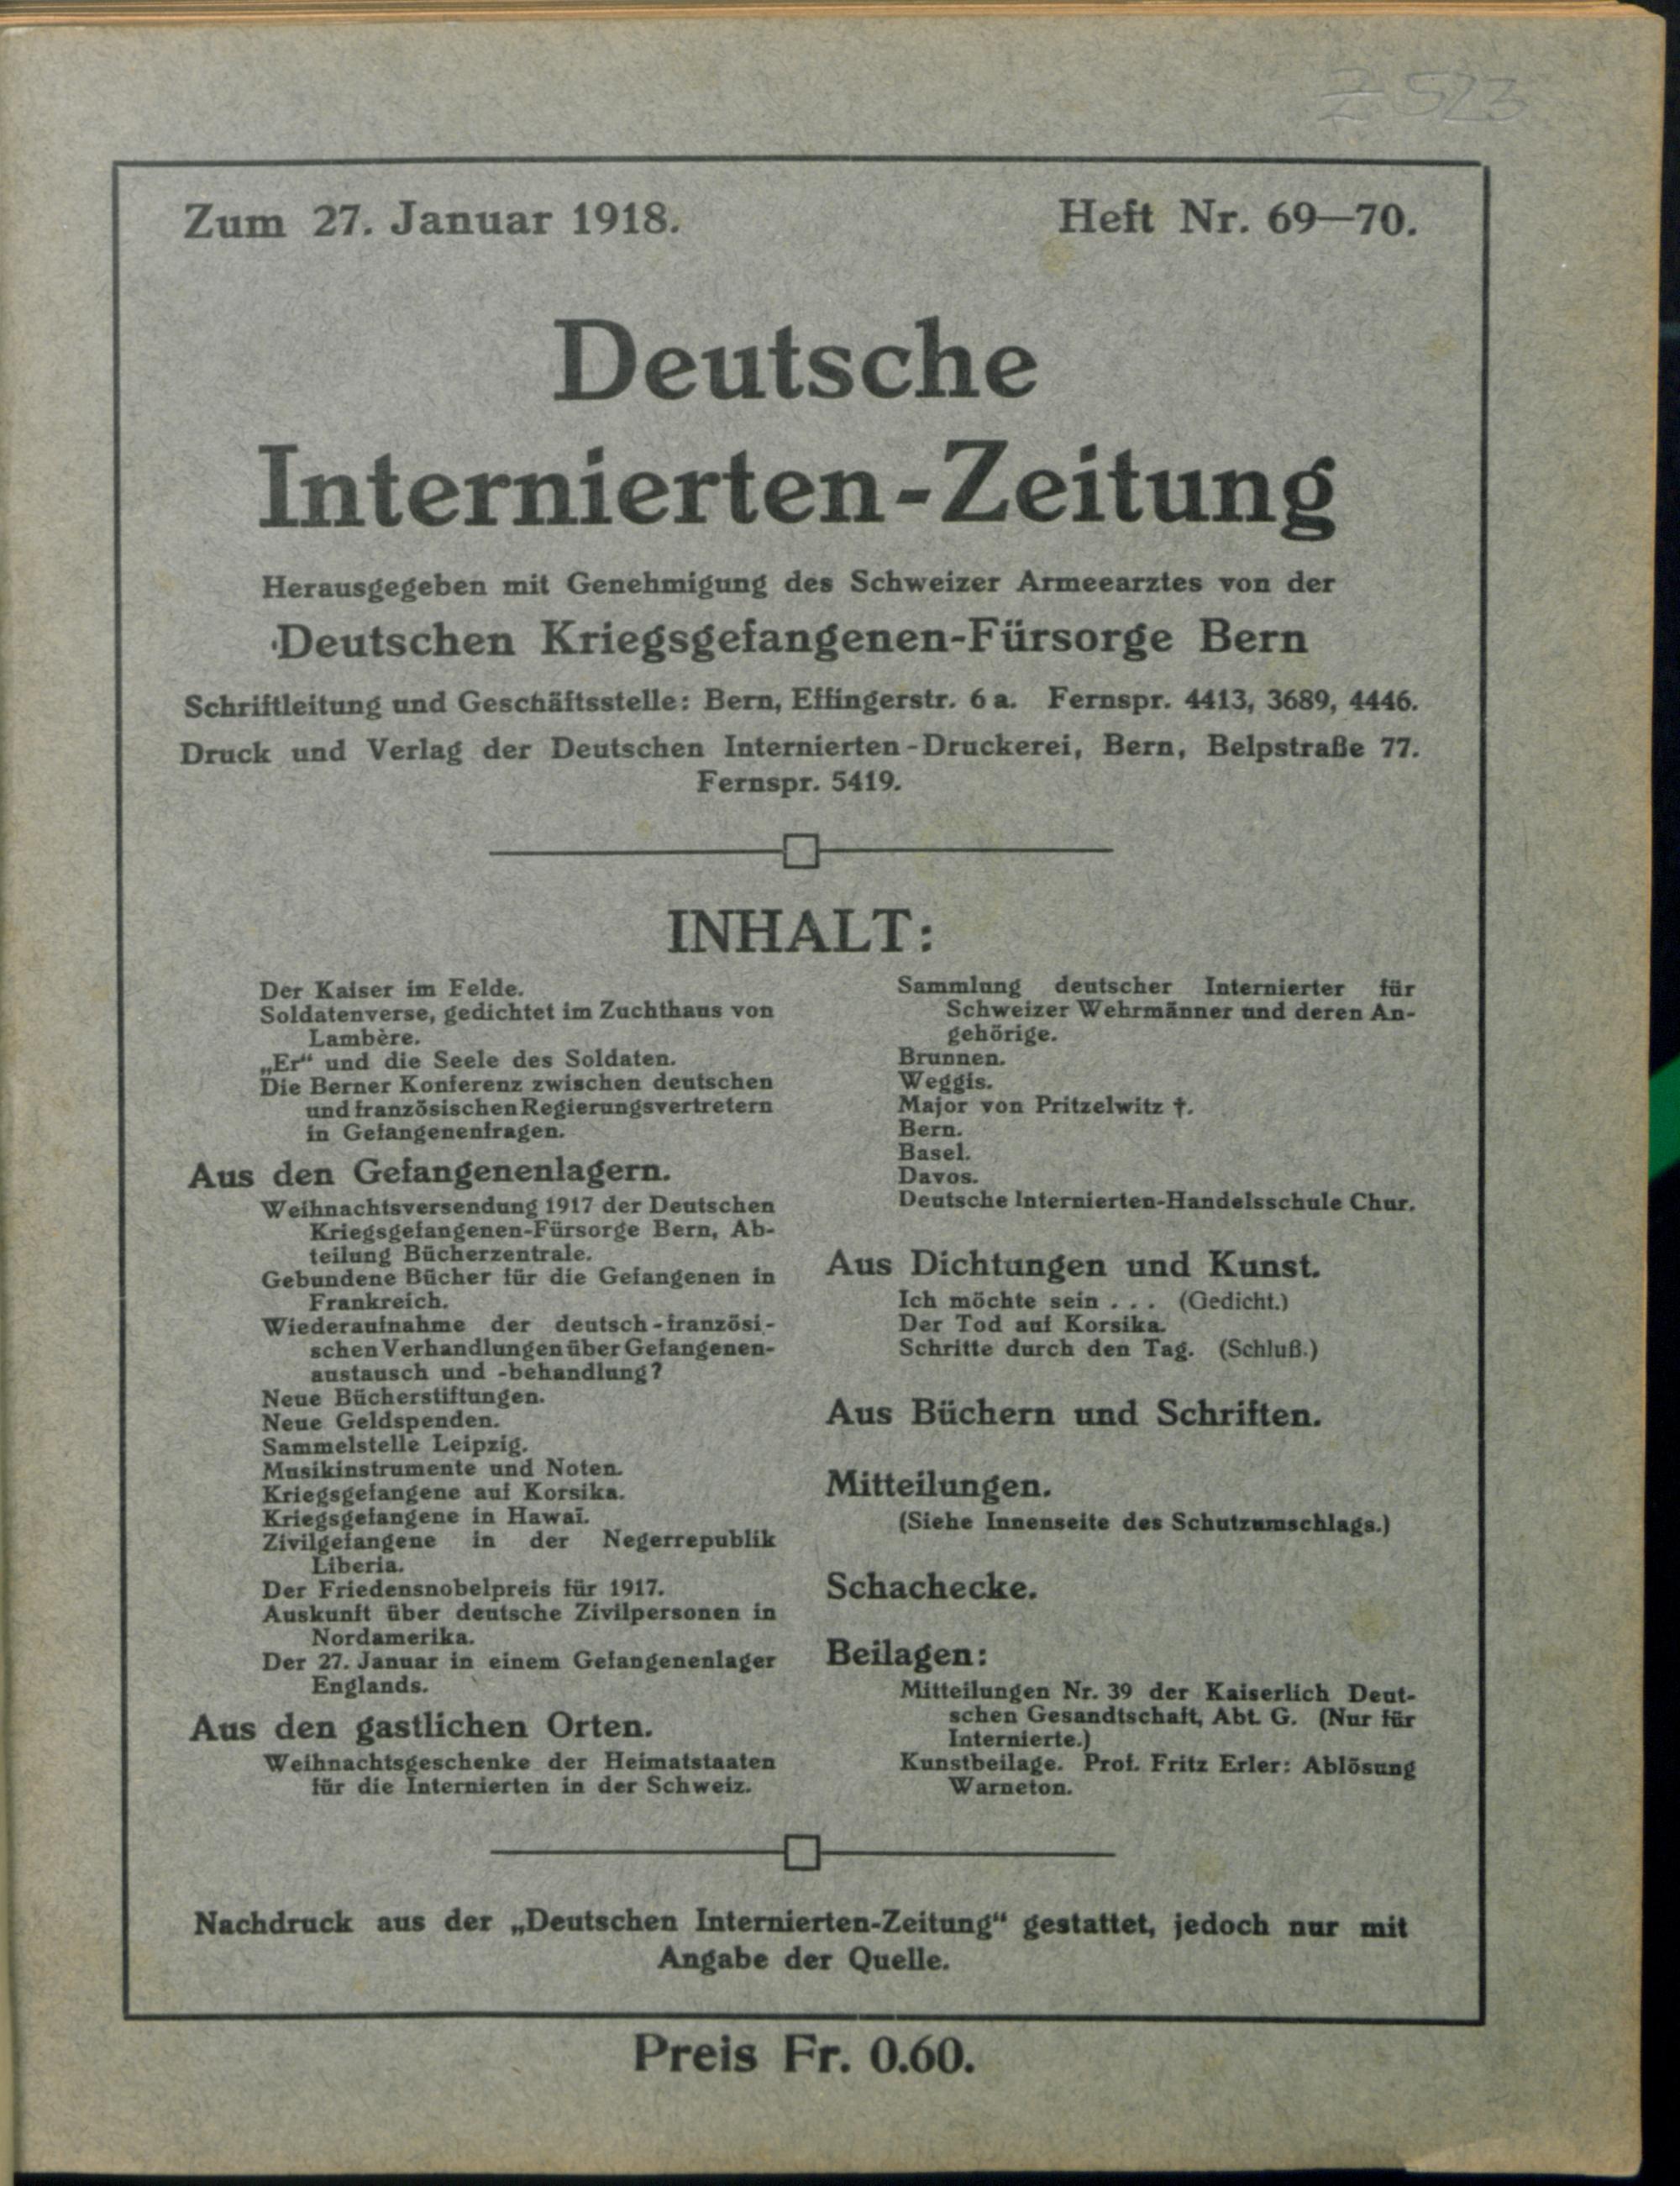 Z 523
Zum 27. Januar 1918.
Heft Nr. 69—70.
Deutsche
Internierten-Zeitung
Herausgegeben mit Genehmigung des Schweizer Armeearztes von der
Deutschen Kriegsgefangenen-Fürsorge Bern
Schriftleitung und Geschäftsstelle: Bern, Effingerstr. 6 a. Fernspr. 4413, 3689, 4446.
Druck und Verlag der Deutschen Internierten-Druckerei, Bern, Belpstraße 77.
Fernspr. 5419.
INHALT:
Der Kaiser im Felde.
Soldatenverse, gedichtet im Zuchthaus von
Lambère.
„Er“ und die Seele des Soldaten.
Die Berner Konferenz zwischen deutschen
und französischen Regierungsvertretern
in Gefangenenfragen.
Aus den Gefangenenlagern.
Weihnachtsversendung 1917 der Deutschen
Kriegsgefangenen-Fürsorge Bern, Ab-
teilung Bücherzentrale.
Gebundene Bücher für die Gefangenen in
Frankreich.
Wiederaufnahme der deutsch-französi-
schen Verhandlungen über Gefangenen-
austausch und -behandlung?
Neue Bücherstiftungen.
Neue Geldspenden.
Sammelstelle Leipzig.
Musikinstrumente und Noten.
Kriegsgefangene auf Korsika.
Kriegsgefangene in Hawaï.
Zivilgefangene in der Negerrepublik
Liberia.
Der Friedensnobelpreis für 1917.
Auskunft über deutsche Zivilpersonen in
Nordamerika.
Der 27. Januar in einem Gefangenenlager
Englands.
Aus den gastlichen Orten.
Weihnachtsgeschenke der Heimatstaaten
für die Internierten in der Schweiz.
Sammlung deutscher Internierter für
Schweizer Wehrmänner und deren An-
gehörige.
Brunnen.
Weggis.
Major von Pritzelwitz †.
Bern.
Basel.
Davos.
Deutsche Internierten-Handelsschule Chur.
Aus Dichtungen und Kunst.
Ich möchte sein . . . (Gedicht.)
Der Tod auf Korsika.
Schritte durch den Tag. (Schluß.)
Aus Büchern und Schriften.
Mitteilungen.
(Siehe Innenseite des Schutzumschlags.)
Schachecke.
Beilagen:
Mitteilungen Nr. 39 der Kaiserlich Deut-
schen Gesandtschaft, Abt. G. (Nur für
Internierte.)
Kunstbeilage. Prof. Fritz Erler: Ablösung
Warneton.
Nachdruck aus der „Deutschen Internierten-Zeitung“ gestattet, jedoch nur mit
Angabe der Quelle.
Preis Fr. 0.60.